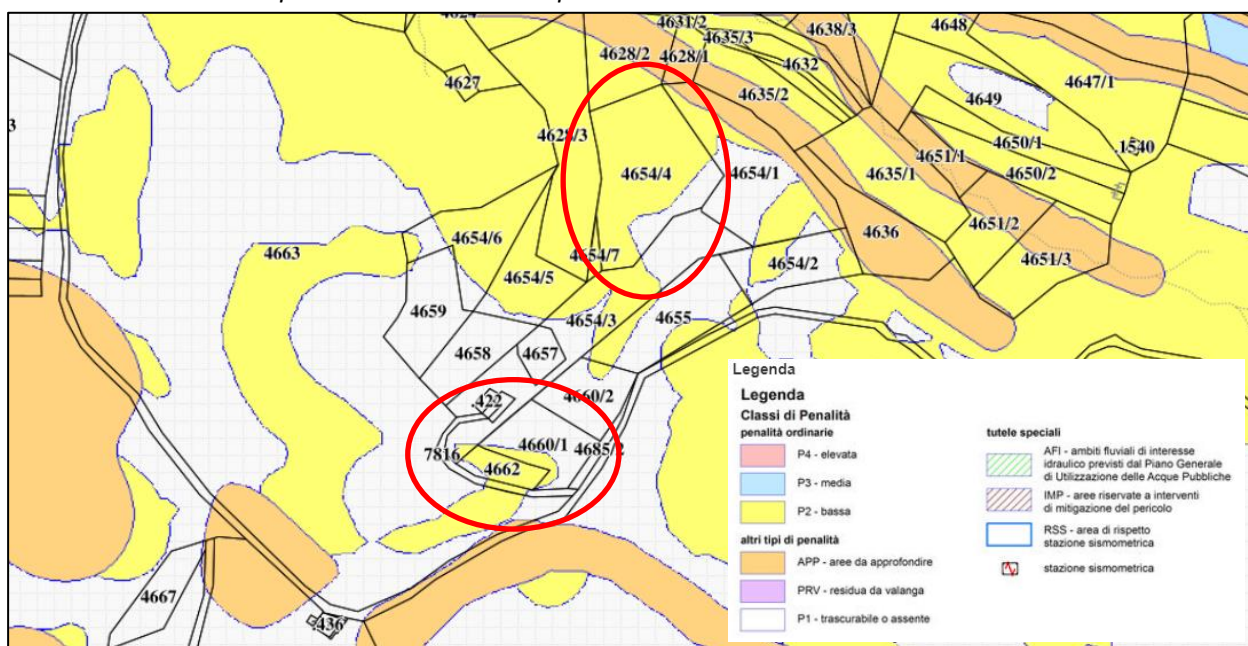 4631/2
4638/3
4648
4635/3
4628/2
4628/1
4632
4647/1
4627
4635/2
4649
3
4628/3
4650/1
.1540
4651/1
4654/4
4654/1
4635/1
4650/2
4651/2
4636
4654/6
4663
4654/7
4654/2
4651/3
4654/5
4659
4654/3
4655
4658
4657
.422
4660/2
4660/1
4685/2
7816
4662
4667
.436
Legenda
Legenda
Classi di Penalità
penalità ordinarie
P4 - elevata
P3 - media
P2 - bassa
altri tipi di penalità
APP - aree da approfondire
PRV - residua da valanga
P1 - trascurabile o assente
tutele speciali
AFI - ambiti fluviali di interesse
idraulico previsti dal Piano Generale
di Utilizzazione delle Acque Pubbliche
IMP - aree riservate a interventi
di mitigazione del pericolo
RSS - area di rispetto
stazione sismometrica
stazione sismometrica